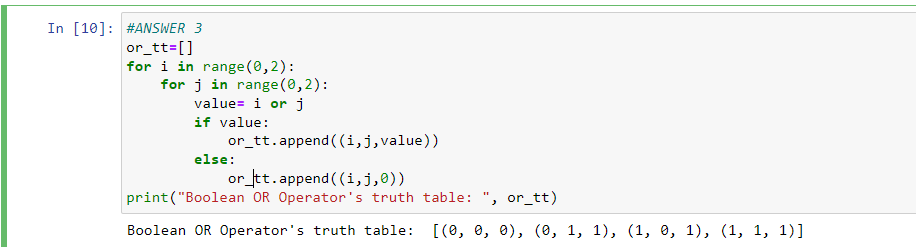 In [10]: #ANSWER 3
or_tt=[]
for i in range(0,2):
    for j in range(0,2):
        value= i or j
        if value:
            or_tt.append((i,j,value))
        else:
            or_tt.append((i,j,0))
print("Boolean OR Operator's truth table: ", or_tt)
Boolean OR Operator's truth table:  [(0, 0, 0), (0, 1, 1), (1, 0, 1), (1, 1, 1)]